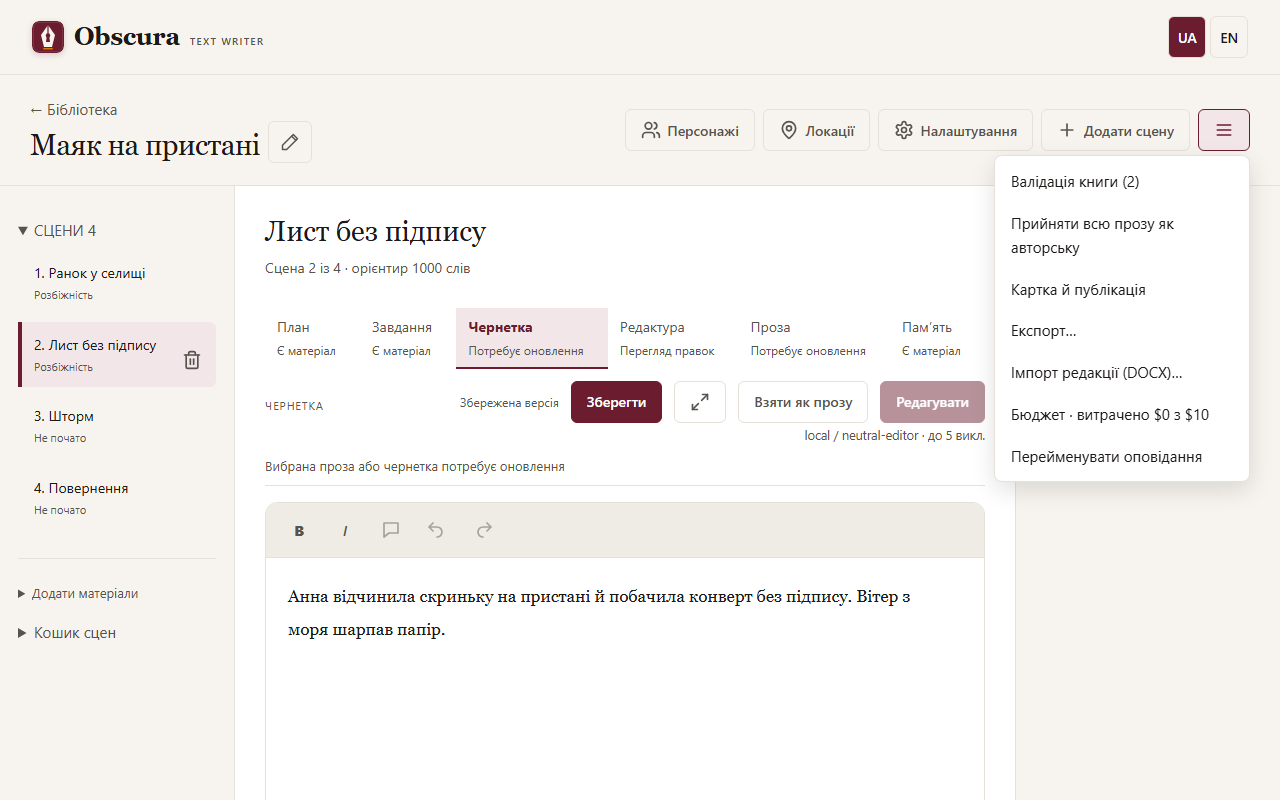 Obscura TEXT WRITER
UA EN
← Бібліотека
Маяк на пристані
Персонажі
Локації
Налаштування
Додати сцену
Валідація книги (2)
Прийняти всю прозу як
авторську
Картка й публікація
Експорт...
Імпорт редакції (DOCX)...
Бюджет · витрачено $0 з $10
Перейменувати оповідання
СЦЕНИ 4
1. Ранок у селищі
Розбіжність
2. Лист без підпису
Розбіжність
3. Шторм
Не почато
4. Повернення
Не почато
Додати матеріали
Кошик сцен
Лист без підпису
Сцена 2 із 4 · орієнтир 1000 слів
План
Є матеріал
Завдання
Є матеріал
Чернетка
Потребує оновлення
Редактура
Перегляд правок
Проза
Потребує оновлення
Пам'ять
Є матеріал
ЧЕРНЕТКА
Збережена версія
Зберегти
Взяти як прозу
Редагувати
local / neutral-editor · до 5 викл.
Вибрана проза або чернетка потребує оновлення
B I
Анна відчинила скриньку на пристані й побачила конверт без підпису. Вітер з
моря шарпав папір.